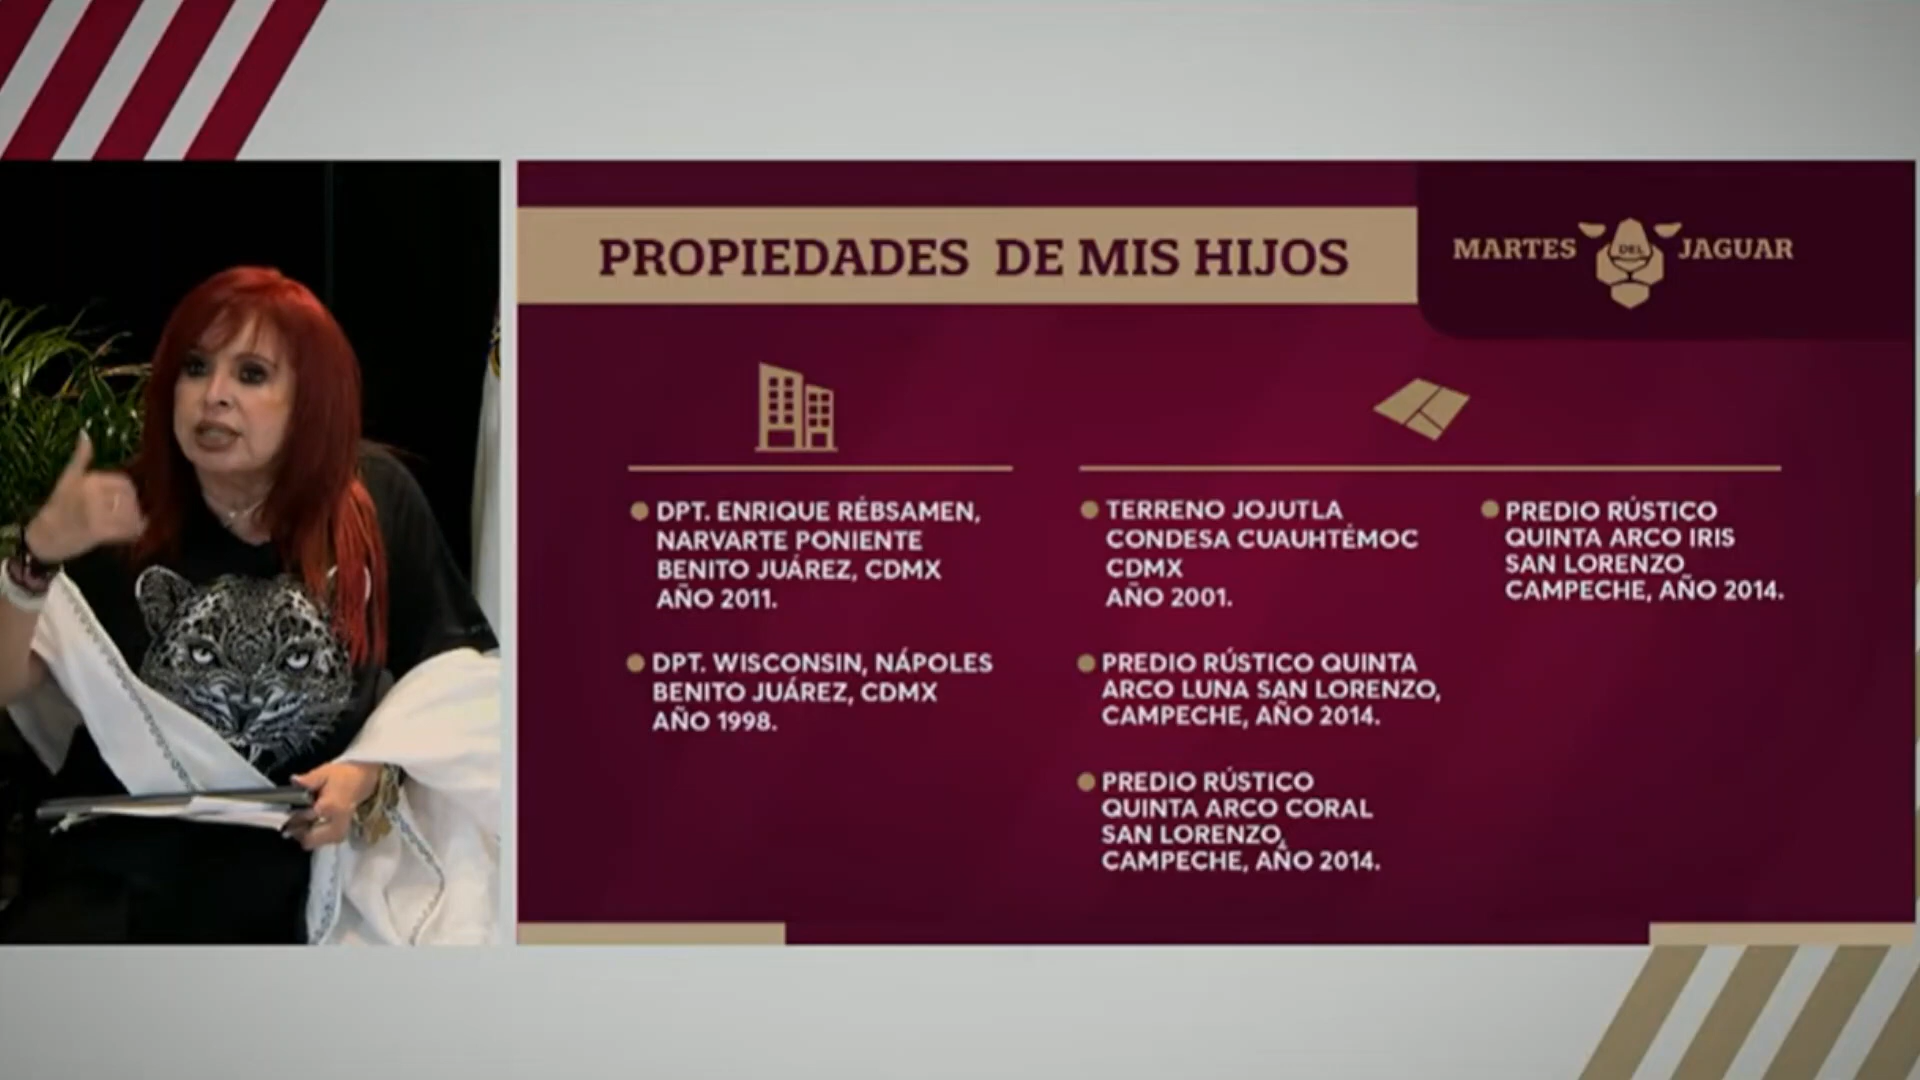 PROPIEDADES DE MIS HIJOS
MARTES DEL JAGUAR
DPT. ENRIQUE RÉBSAMEN,
NARVARTE PONIENTE
BENITO JUÁREZ, CDMX
AÑO 2011.
DPT. WISCONSIN, NÁPOLES
BENITO JUÁREZ, CDMX
AÑO 1998.
TERRENO JOJUTLA
CONDESA CUAUHTÉMOC
CDMX
AÑO 2001.
PREDIO RÚSTICO QUINTA
ARCO LUNA SAN LORENZO,
CAMPECHE, AÑO 2014.
PREDIO RÚSTICO
QUINTA ARCO CORAL
SAN LORENZO,
CAMPECHE, AÑO 2014.
PREDIO RÚSTICO
QUINTA ARCO IRIS
SAN LORENZO
CAMPECHE, AÑO 2014.